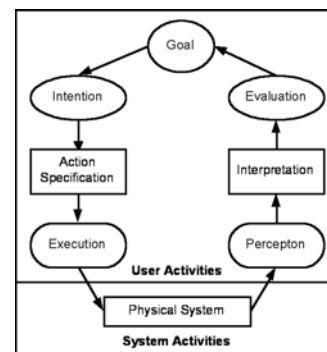 Goal
Intention
Evaluation
Action
Specification
Interpretation
Execution
Percepton
User Activities
Physical System
System Activities